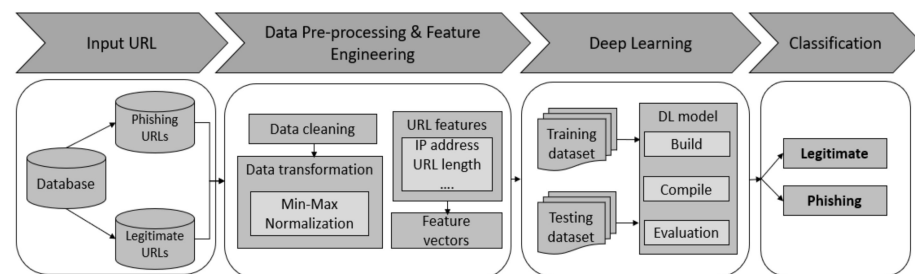 Input URL
Data Pre-processing & Feature
Engineering
Deep Learning
Classification
Phishing
URLs
Database
Legitimate
URLs
Data cleaning
Data transformation
Min-Max
Normalization
URL features
IP address
URL length
....
Feature
vectors
Training
dataset
Testing
dataset
DL model
Build
Compile
Evaluation
Legitimate
Phishing